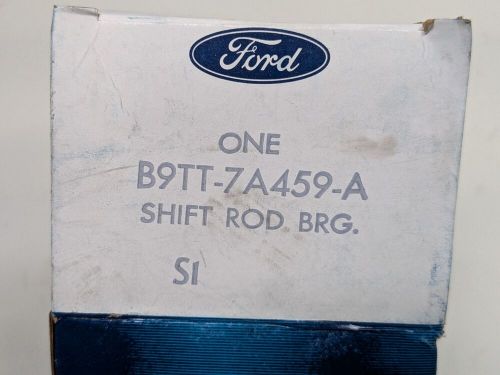 Ford
ONE
B9TT-7A459-A
SHIFT ROD BRG.
SI